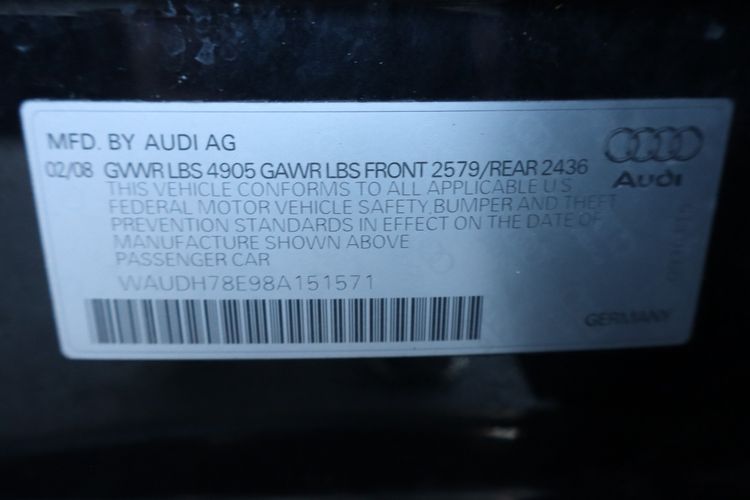 MFD. BY AUDI AG
02/08 GVWR LBS 4905 GAWR LBS FRONT 2579/REAR 2436
THIS VEHICLE CONFORMS TO ALL APPLICABLE U.S
FEDERAL MOTOR VEHICLE SAFETY, BUMPER AND THEFT
PREVENTION STANDARDS IN EFFECT ON THE DATE OF
MANUFACTURE SHOWN ABOVE
PASSENGER CAR
WAUDH78E98A151571
Audi
GERMANY